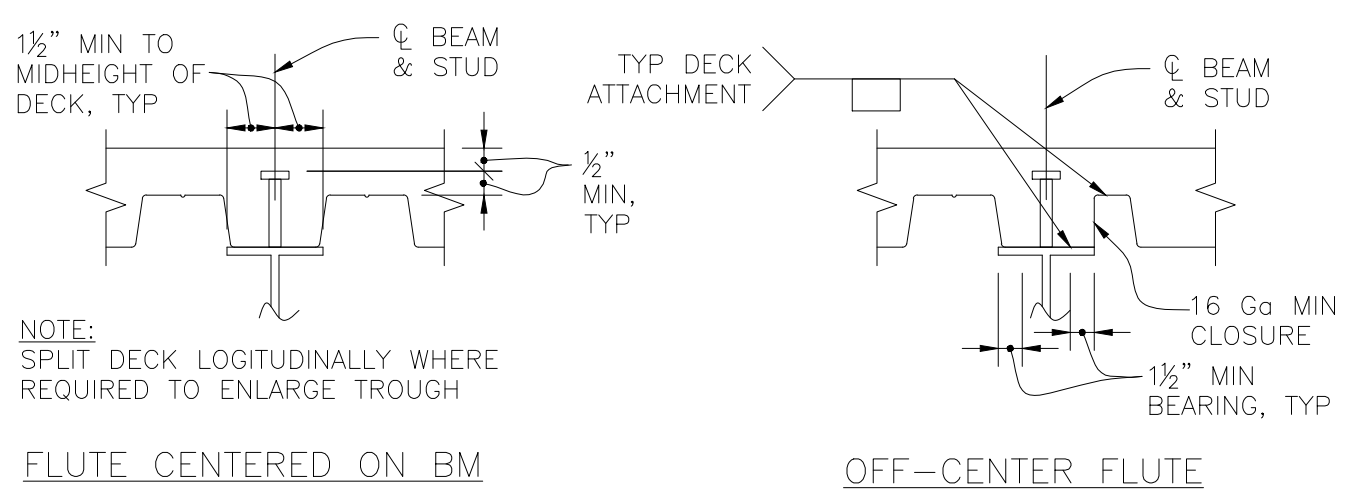 1½" MIN TO
MIDHEIGHT OF
DECK, TYP
℄ BEAM
& STUD
½"
MIN,
TYP
NOTE:
SPLIT DECK LOGITUDINALLY WHERE
REQUIRED TO ENLARGE TROUGH
FLUTE CENTERED ON BM
TYP DECK
ATTACHMENT
℄ BEAM
& STUD
16 Ga MIN
CLOSURE
1½" MIN
BEARING, TYP
OFF-CENTER FLUTE